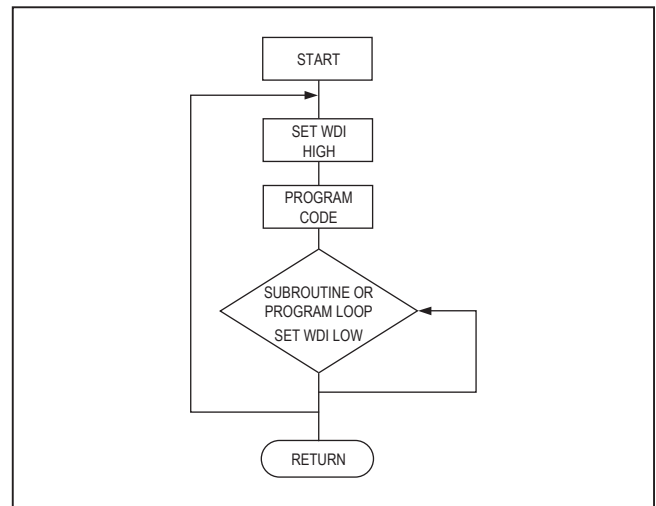 START
SET WDI
HIGH
PROGRAM
CODE
SUBROUTINE OR
PROGRAM LOOP
SET WDI LOW
RETURN